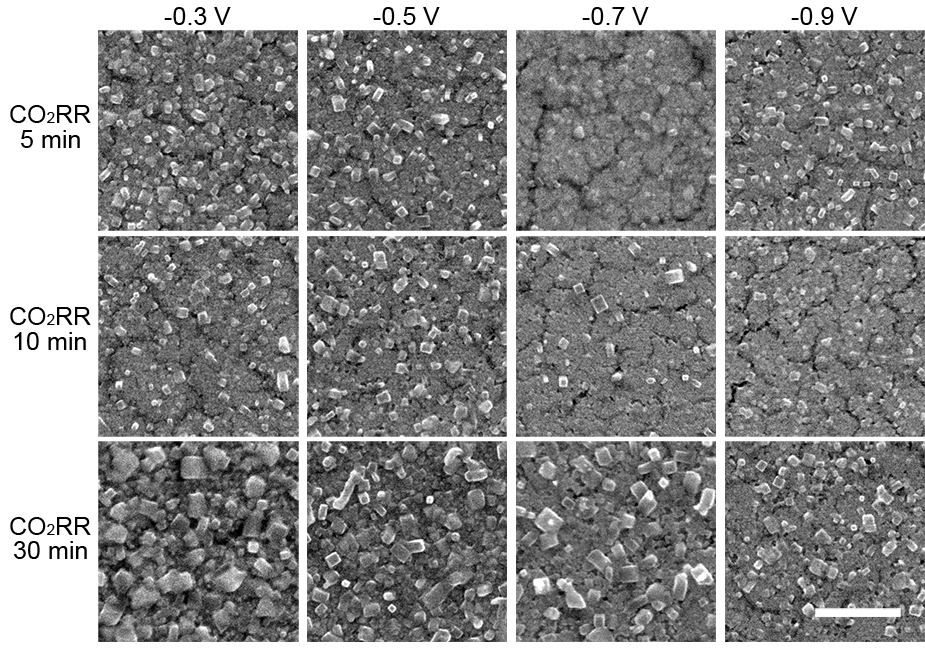 -0.3 V -0.5 V -0.7 V -0.9 V
CO₂RR
5 min
CO₂RR
10 min
CO₂RR
30 min